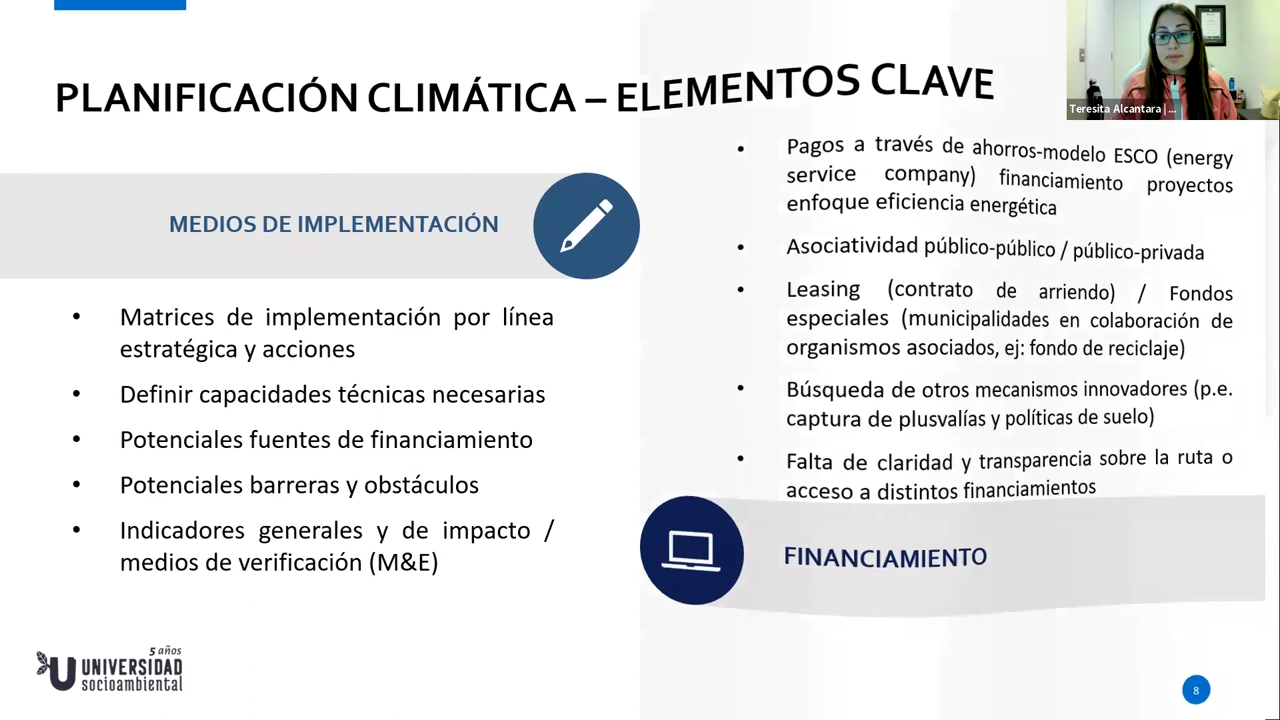 PLANIFICACIÓN CLIMÁTICA – ELEMENTOS CLAVE
Teresita Alcantara | ...
MEDIOS DE IMPLEMENTACIÓN
• Matrices de implementación por línea
estratégica y acciones
• Definir capacidades técnicas necesarias
• Potenciales fuentes de financiamiento
• Potenciales barreras y obstáculos
• Indicadores generales y de impacto /
medios de verificación (M&E)
• Pagos a través de ahorros-modelo ESCO (energy
service company) financiamiento proyectos
enfoque eficiencia energética
• Asociatividad público-público / público-privada
• Leasing (contrato de arriendo) / Fondos
especiales (municipalidades en colaboración de
organismos asociados, ej: fondo de reciclaje)
• Búsqueda de otros mecanismos innovadores (p.e.
captura de plusvalías y políticas de suelo)
• Falta de claridad y transparencia sobre la ruta o
acceso a distintos financiamientos
FINANCIAMIENTO
5 años
UNIVERSIDAD
socioambiental
8